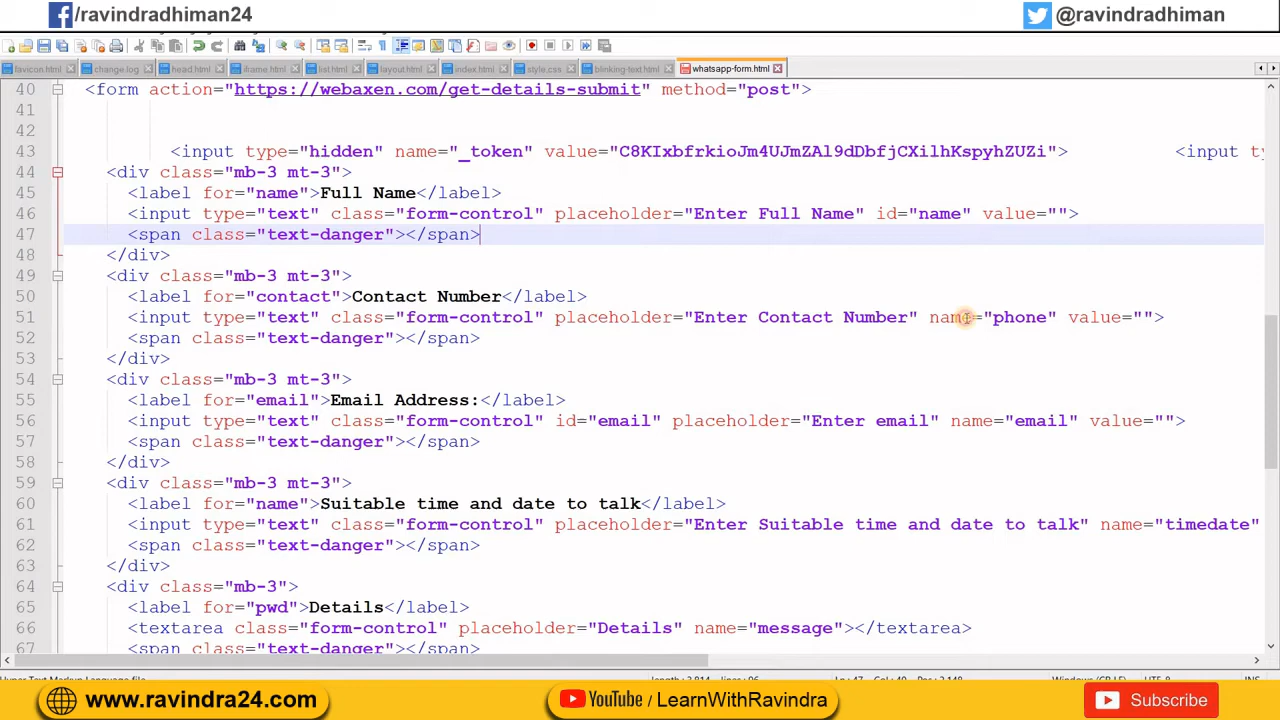 /ravindradhiman24
@ravindradhiman
favicon.html change.log head.html iframe.html list.html layout.html index.html style.css blinking-text.html whatsapp-form.html
40 <form action="https://webaxen.com/get-details-submit" method="post">
41
42
43 <input type="hidden" name="_token" value="C8KIxbfrkioJm4UJmZAl9dDbfjCXilhKspyhZUZi"> <input ty
44 <div class="mb-3 mt-3">
45 <label for="name">Full Name</label>
46 <input type="text" class="form-control" placeholder="Enter Full Name" id="name" value="">
47 <span class="text-danger"></span>
48 </div>
49 <div class="mb-3 mt-3">
50 <label for="contact">Contact Number</label>
51 <input type="text" class="form-control" placeholder="Enter Contact Number" name="phone" value="">
52 <span class="text-danger"></span>
53 </div>
54 <div class="mb-3 mt-3">
55 <label for="email">Email Address:</label>
56 <input type="text" class="form-control" id="email" placeholder="Enter email" name="email" value="">
57 <span class="text-danger"></span>
58 </div>
59 <div class="mb-3 mt-3">
60 <label for="name">Suitable time and date to talk</label>
61 <input type="text" class="form-control" placeholder="Enter Suitable time and date to talk" name="timedate"
62 <span class="text-danger"></span>
63 </div>
64 <div class="mb-3">
65 <label for="pwd">Details</label>
66 <textarea class="form-control" placeholder="Details" name="message"></textarea>
67 <span class="text-danger"></span>
www.ravindra24.com
YouTube / LearnWithRavindra
Subscribe